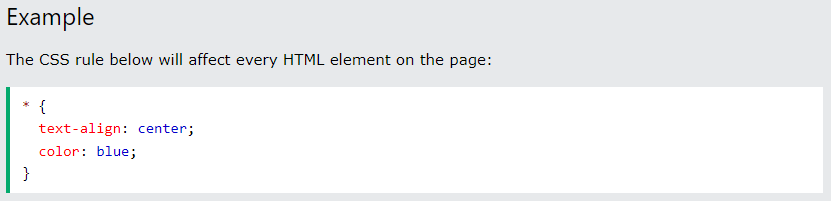 Example
The CSS rule below will affect every HTML element on the page:
* {
  text-align: center;
  color: blue;
}